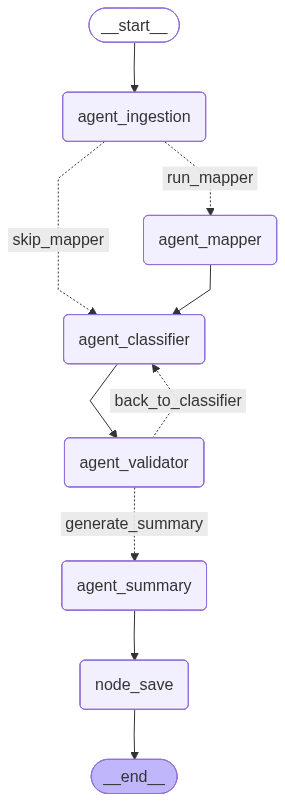 __start__
agent_ingestion
run_mapper
skip_mapper
agent_mapper
agent_classifier
back_to_classifier
agent_validator
generate_summary
agent_summary
node_save
__end__